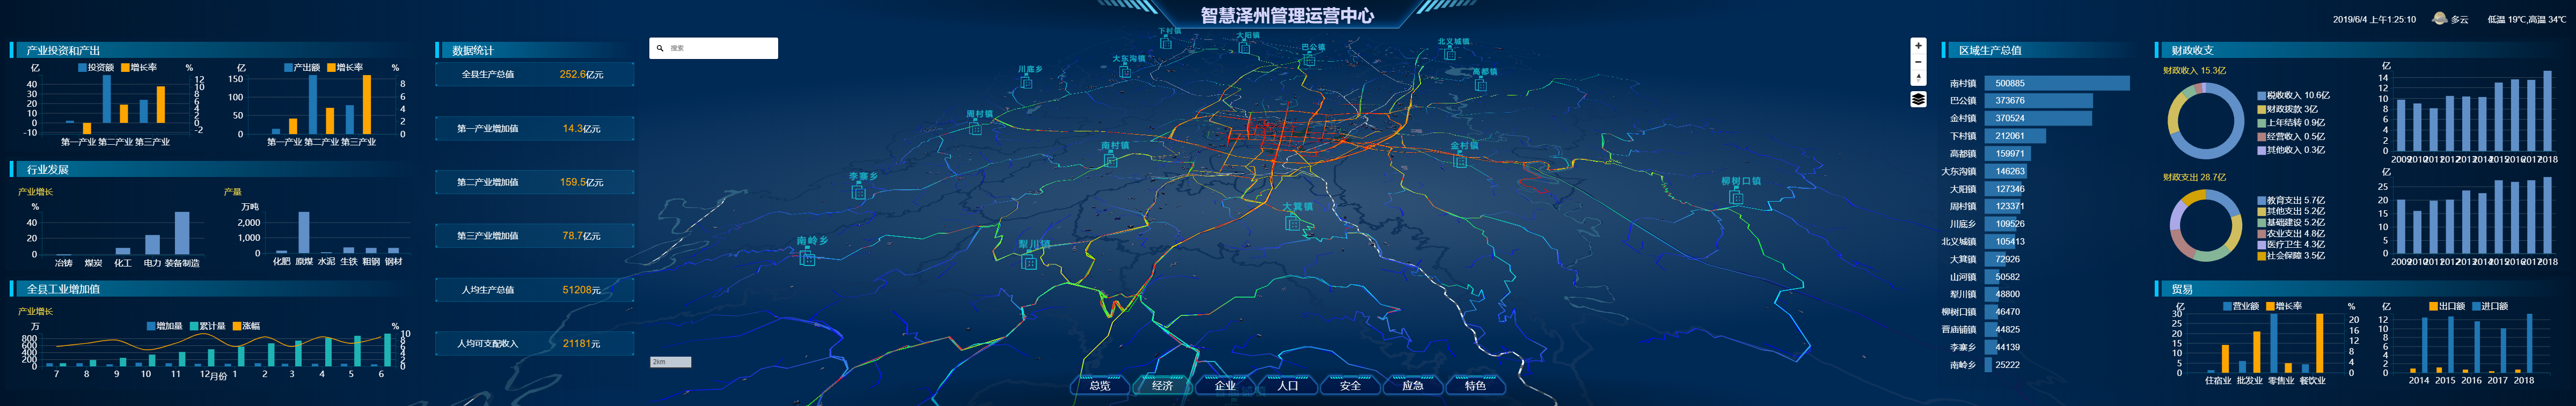 智慧泽州管理运营中心
2019/6/4 上午1:25:10 多云 低温 19℃,高温 34℃
产业投资和产出
亿 投资额 增长率 %
40
30
20
10
0
-10
12
10
8
6
4
2
0
-2
第一产业 第二产业 第三产业
亿 产出额 增长率 %
150
100
50
0
8
6
4
2
0
第一产业 第二产业 第三产业
行业发展
产业增长
%
40
20
0
冶铸 煤炭 化工 电力 装备制造
产量
万吨
2,000
1,000
0
化肥 原煤 水泥 生铁 粗钢 钢材
全县工业增加值
产业增长
万 增加量 累计量 涨幅 %
800
600
400
200
0
10
8
6
4
2
0
7 8 9 10 11 12 1 2 3 4 5 6
月份
数据统计
全县生产总值 252.6亿元
第一产业增加值 14.3亿元
第二产业增加值 159.5亿元
第三产业增加值 78.7亿元
人均生产总值 51208元
人均可支配收入 21181元
搜索
下村镇
大阳镇
巴公镇
北义城镇
大东沟镇
川底乡
高都镇
周村镇
南村镇
金村镇
李寨乡
柳树口镇
大箕镇
南岭乡
犁川镇
2km
总览 经济 企业 人口 安全 应急 特色
区域生产总值
南村镇 500885
巴公镇 373676
金村镇 370524
下村镇 212061
高都镇 159971
大东沟镇 146263
大阳镇 127346
周村镇 123371
川底乡 109526
北义城镇 105413
大箕镇 72926
山河镇 50582
犁川镇 48800
柳树口镇 46470
晋庙铺镇 44825
李寨乡 44139
南岭乡 25222
财政收支
财政收入 15.3亿
税收收入 10.6亿
财政拨款 3亿
上年结转 0.9亿
经营收入 0.5亿
其他收入 0.3亿
亿
14
12
10
8
6
4
2
0
2009 2010 2011 2012 2013 2014 2015 2016 2017 2018
财政支出 28.7亿
教育支出 5.7亿
其他支出 5.2亿
基础建设 5.2亿
农业支出 4.8亿
医疗卫生 4.3亿
社会保障 3.5亿
亿
25
20
15
10
5
0
2009 2010 2011 2012 2013 2014 2015 2016 2017 2018
贸易
亿 营业额 增长率 %
30
25
20
15
10
5
0
20
16
12
8
4
0
住宿业 批发业 零售业 餐饮业
亿 出口额 进口额
12
10
8
6
4
2
0
2014 2015 2016 2017 2018